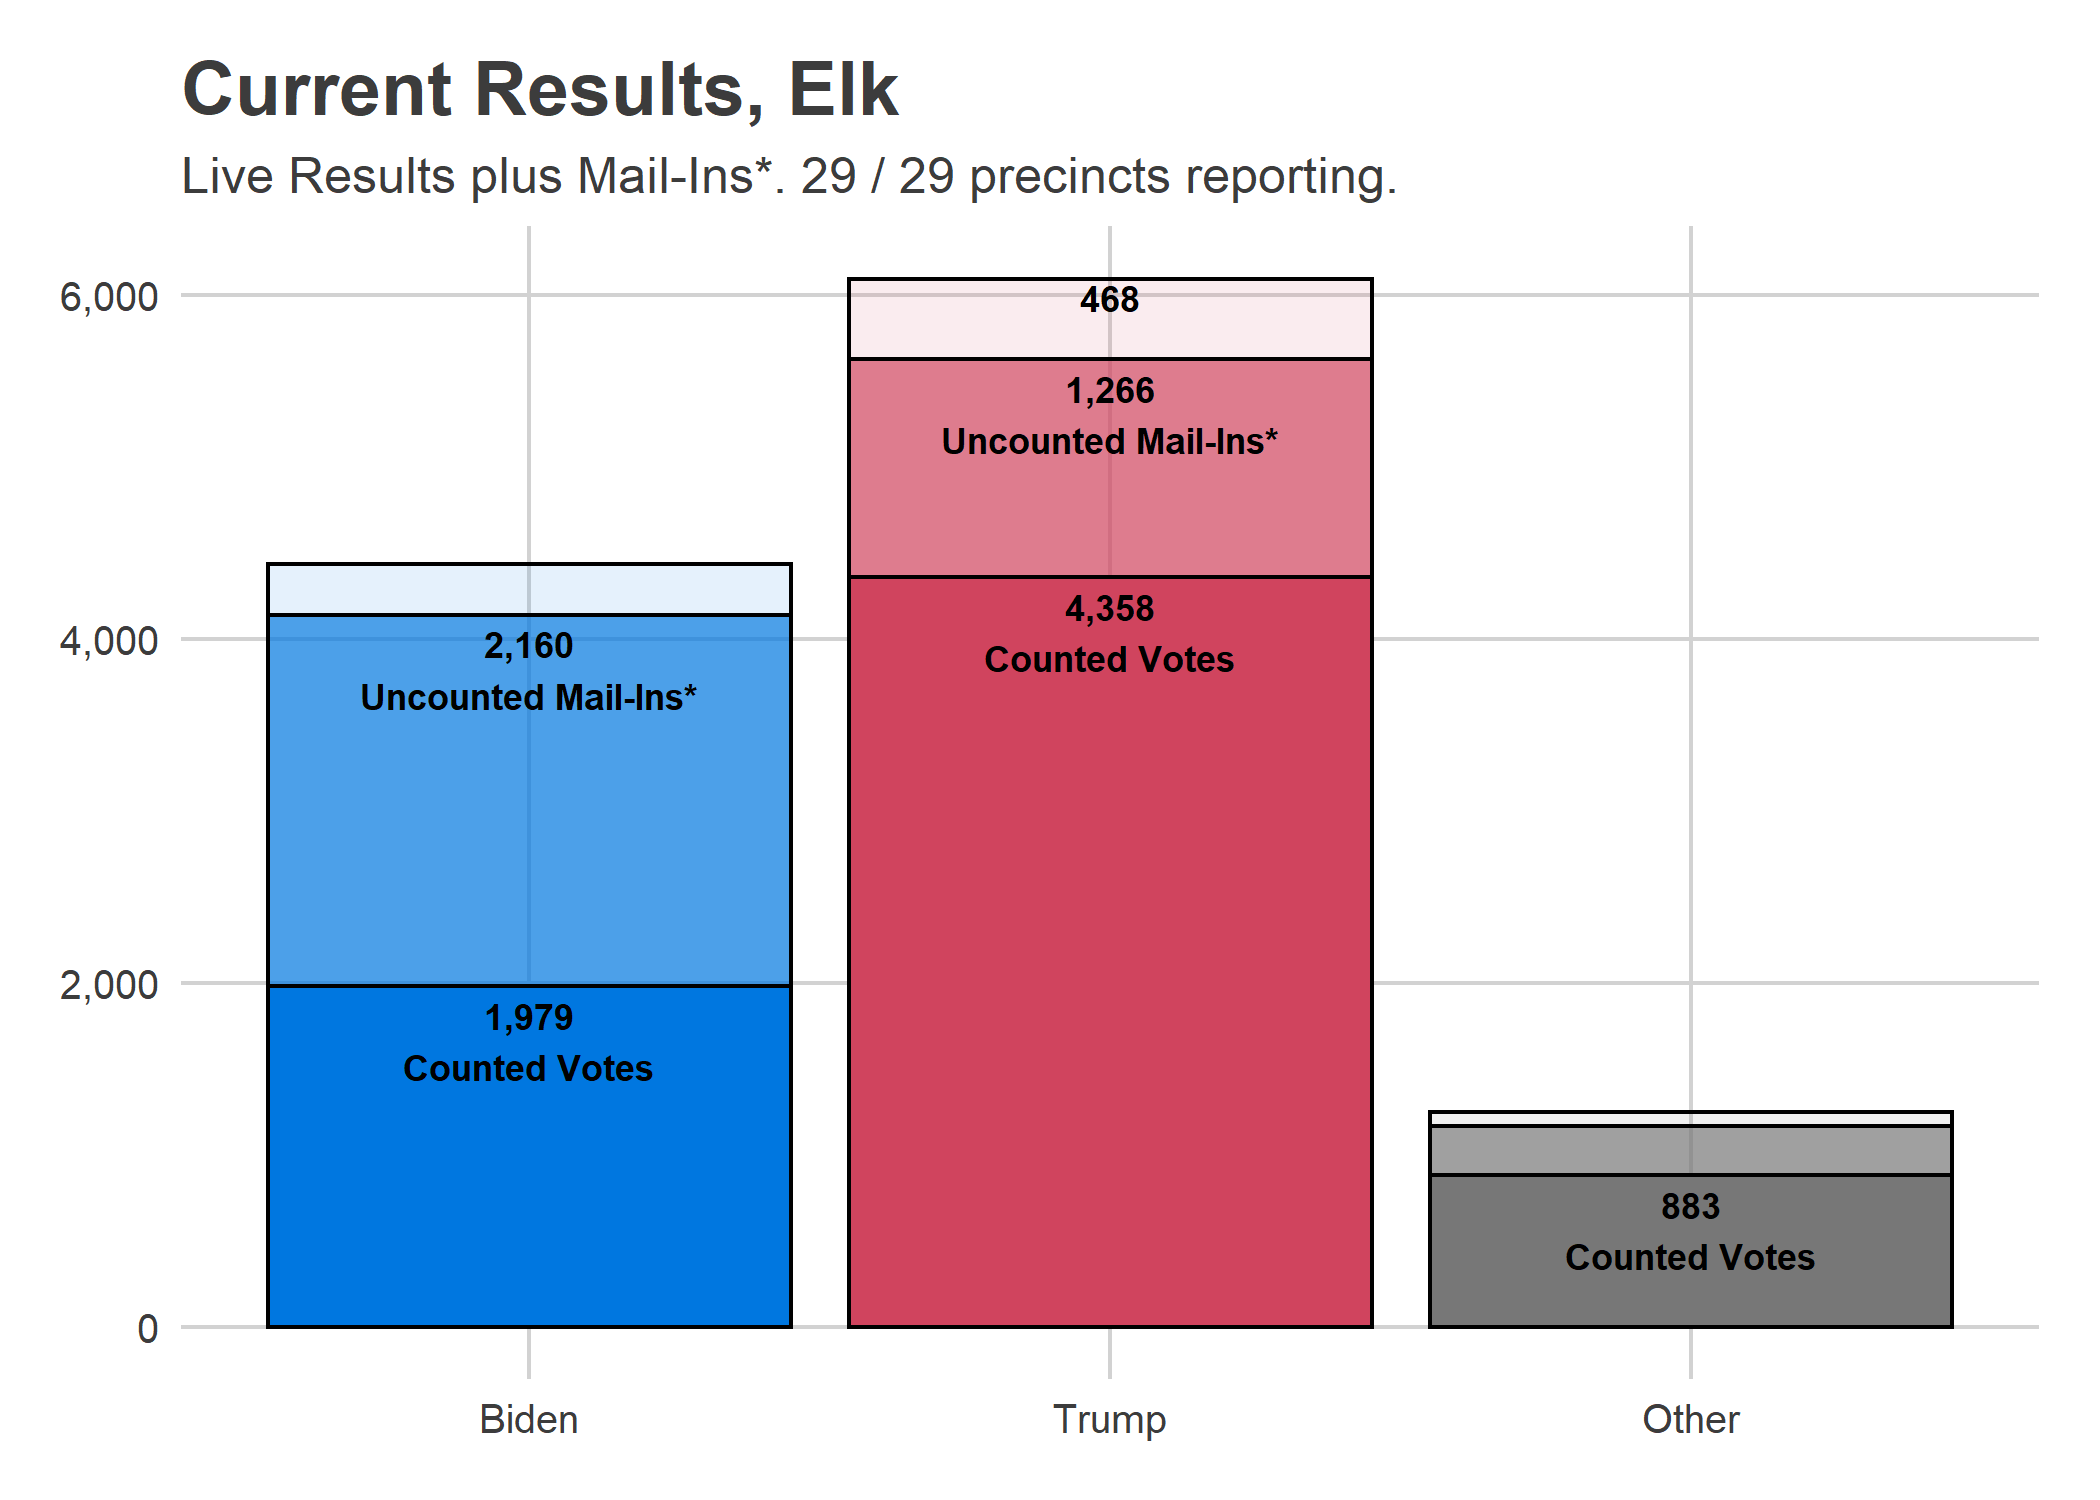 Current Results, Elk
Live Results plus Mail-Ins*. 29 / 29 precincts reporting.
6,000
4,000
2,000
0
2,160
Uncounted Mail-Ins*
1,979
Counted Votes
468
1,266
Uncounted Mail-Ins*
4,358
Counted Votes
883
Counted Votes
Biden
Trump
Other